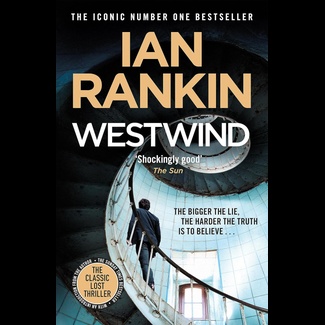 THE ICONIC NUMBER ONE BESTSELLER
IAN
RANKIN
WESTWIND
'Shockingly good'
The Sun
THE BIGGER THE LIE,
THE HARDER THE TRUTH
IS TO BELIEVE . . .
THE
CLASSIC
LOST
THRILLER